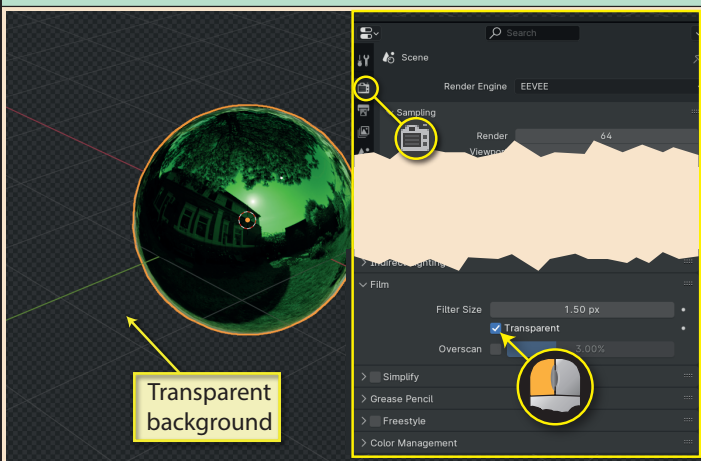 Search
Scene
Render Engine EEVEE
Sampling
Render 64
Film
Filter Size 1.50 px
Transparent
Overscan 3.00%
Simplify
Grease Pencil
Freestyle
Color Management
Transparent
background